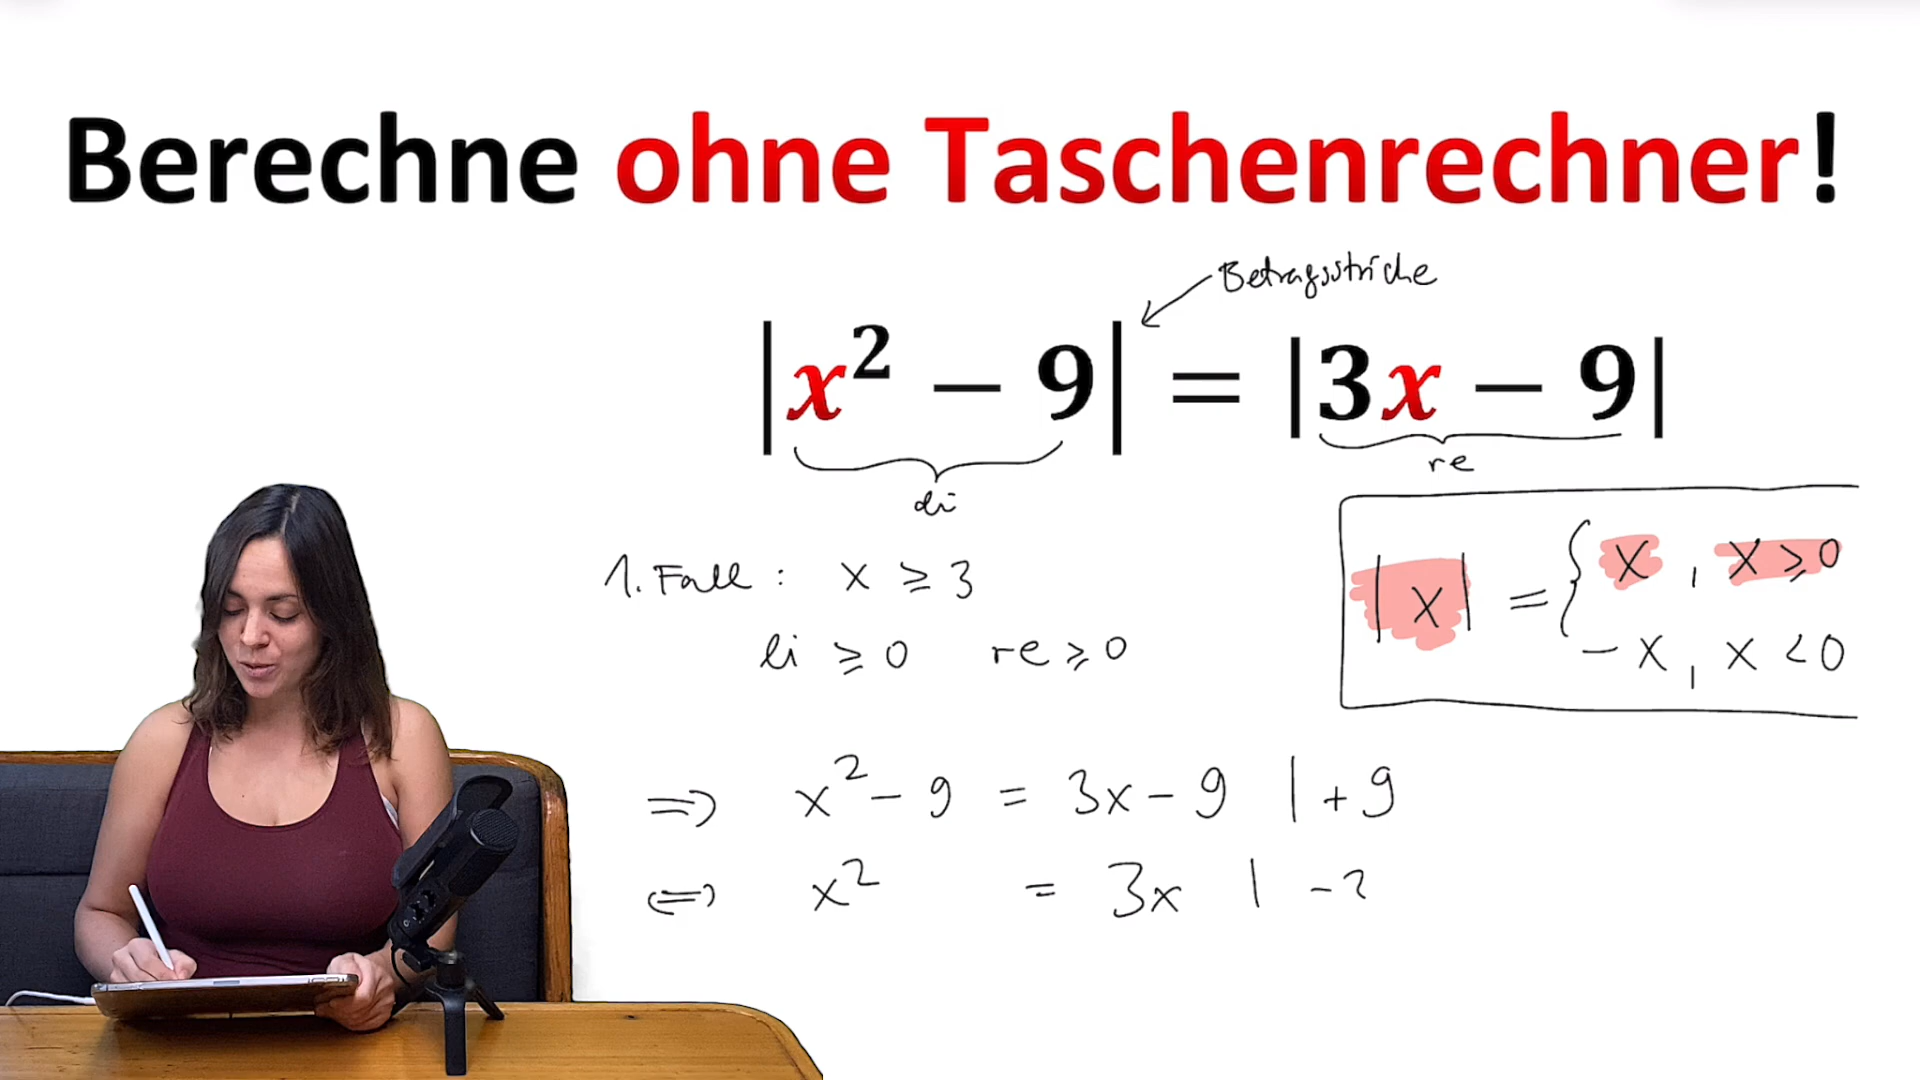 Berechne ohne Taschenrechner!
Betragsstriche
|x² − 9| = |3x − 9|
li re
1. Fall : x ⩾ 3
li ⩾ 0 re ⩾ 0
|x| = { x , x ⩾ 0
− x , x < 0
⇒ x² − 9 = 3x − 9 | + 9
⇔ x² = 3x | −